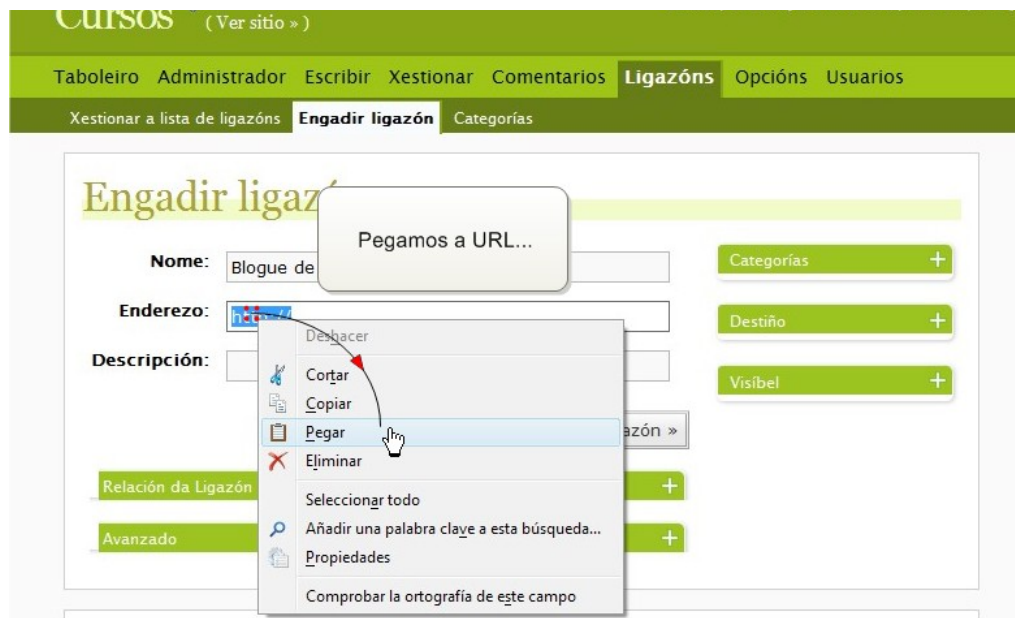 Cursos ( Ver sitio » )
Taboleiro Administrador Escribir Xestionar Comentarios Ligazóns Opcións Usuarios
Xestionar a lista de ligazóns Engadir ligazón Categorías
Engadir
Pegamos a URL...
Nome: Blogue de
Categorías +
Enderezo: http://
Destiño +
Deshacer
Descripción:
Cortar
Visíbel +
Copiar
Pegar
azón »
Eliminar
Relación da Ligazón +
Seleccionar todo
Añadir una palabra clave a esta búsqueda...
Avanzado +
Propiedades
Comprobar la ortografía de este campo